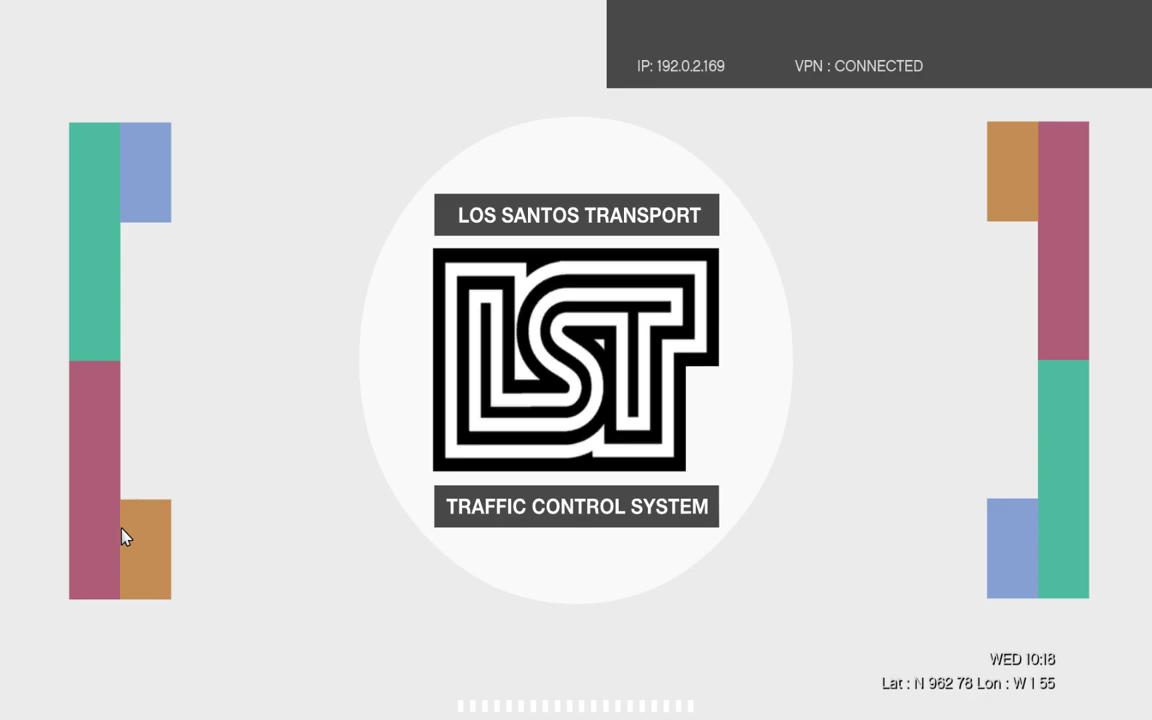 IP: 192.0.2.169 VPN : CONNECTED
LOS SANTOS TRANSPORT
LST
TRAFFIC CONTROL SYSTEM
WED 10:18
Lat : N 962 78 Lon : W 1 55